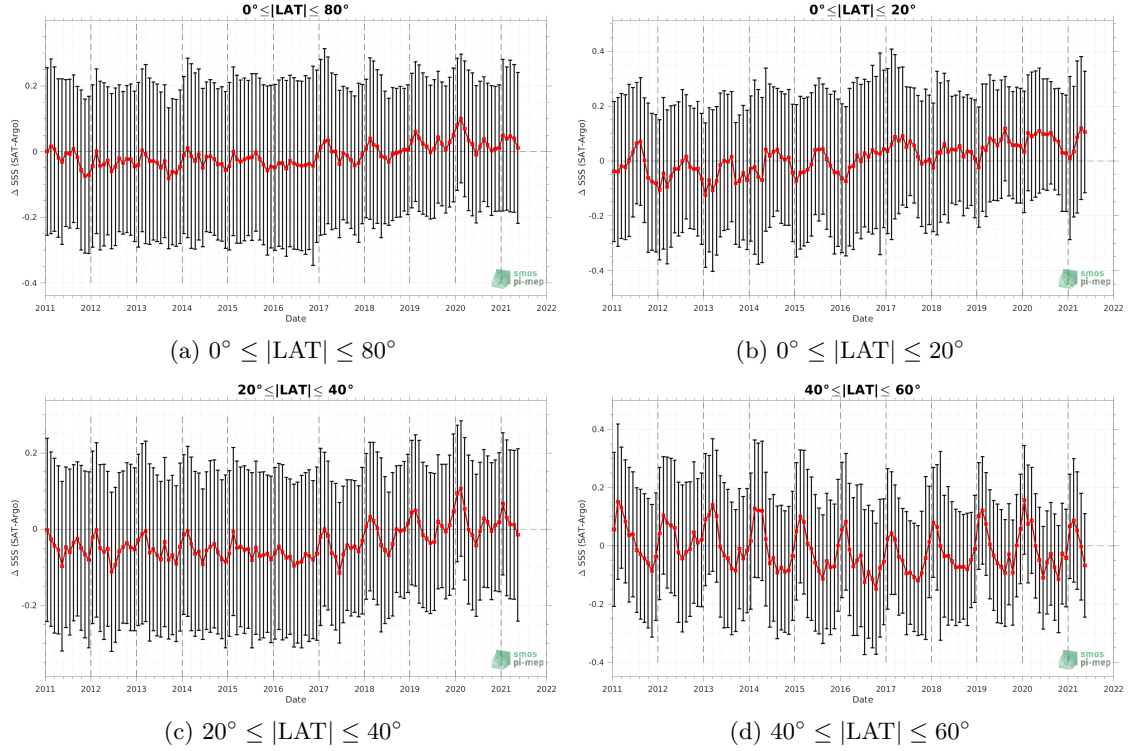 0°≤|LAT|≤ 80°
Δ SSS (SAT-Argo)
0.2
0
-0.2
-0.4
2011 2012 2013 2014 2015 2016 2017 2018 2019 2020 2021 2022
Date
smos
pi-mep
(a) 0° ≤ |LAT| ≤ 80°
0°≤|LAT|≤ 20°
Δ SSS (SAT-Argo)
0.4
0.2
0
-0.2
-0.4
2011 2012 2013 2014 2015 2016 2017 2018 2019 2020 2021 2022
Date
smos
pi-mep
(b) 0° ≤ |LAT| ≤ 20°
20°≤|LAT|≤ 40°
Δ SSS (SAT-Argo)
0.2
0
-0.2
2011 2012 2013 2014 2015 2016 2017 2018 2019 2020 2021 2022
Date
smos
pi-mep
(c) 20° ≤ |LAT| ≤ 40°
40°≤|LAT|≤ 60°
Δ SSS (SAT-Argo)
0.4
0.2
0
-0.2
-0.4
2011 2012 2013 2014 2015 2016 2017 2018 2019 2020 2021 2022
Date
smos
pi-mep
(d) 40° ≤ |LAT| ≤ 60°